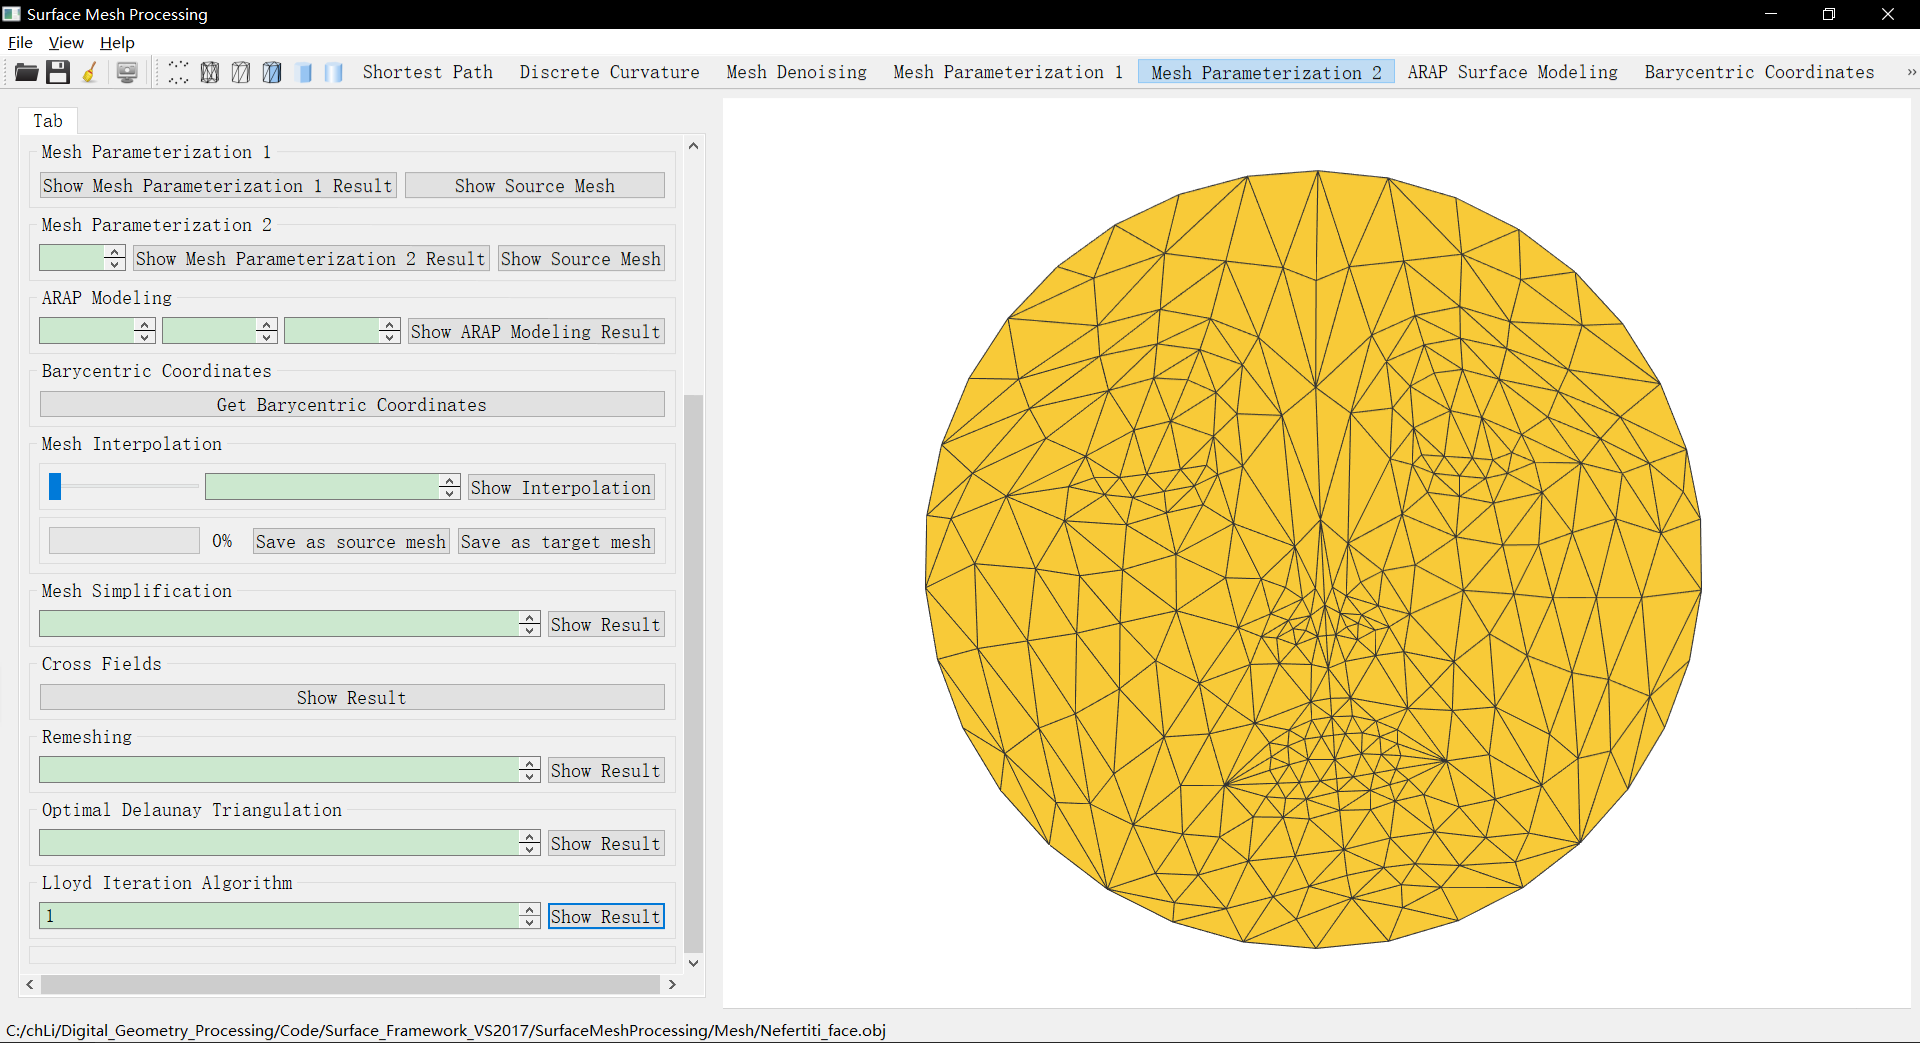 Surface Mesh Processing
File View Help
Shortest Path Discrete Curvature Mesh Denoising Mesh Parameterization 1 Mesh Parameterization 2 ARAP Surface Modeling Barycentric Coordinates »
Tab
Mesh Parameterization 1
Show Mesh Parameterization 1 Result Show Source Mesh
Mesh Parameterization 2
Show Mesh Parameterization 2 Result Show Source Mesh
ARAP Modeling
Show ARAP Modeling Result
Barycentric Coordinates
Get Barycentric Coordinates
Mesh Interpolation
Show Interpolation
0% Save as source mesh Save as target mesh
Mesh Simplification
Show Result
Cross Fields
Show Result
Remeshing
Show Result
Optimal Delaunay Triangulation
Show Result
Lloyd Iteration Algorithm
1 Show Result
C:/chLi/Digital_Geometry_Processing/Code/Surface_Framework_VS2017/SurfaceMeshProcessing/Mesh/Nefertiti_face.obj